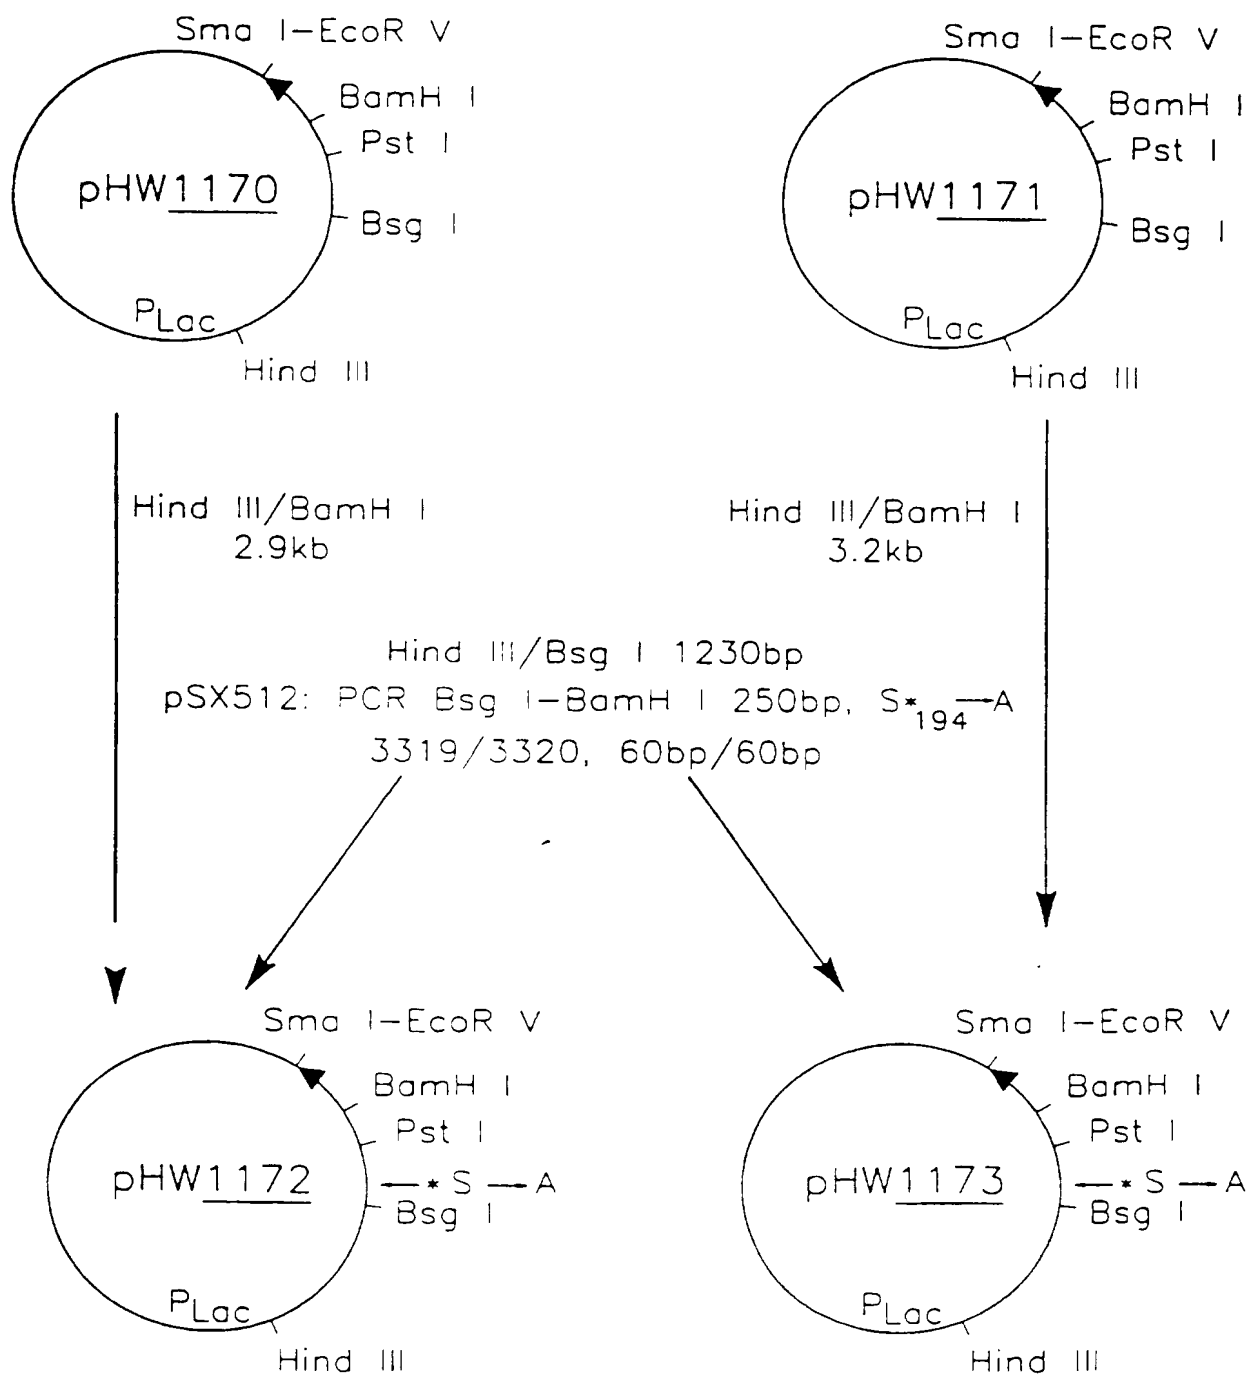 Sma I-EcoR V
BamH I
Pst I
pHW1170
Bsg I
PLac
Hind III
Sma I-EcoR V
BamH I
Pst I
pHW1171
Bsg I
PLac
Hind III
Hind III/BamH I
2.9kb
Hind III/BamH I
3.2kb
Hind III/Bsg I 1230bp
pSX512: PCR Bsg I-BamH I 250bp, S*194→A
3319/3320, 60bp/60bp
Sma I-EcoR V
BamH I
Pst I
pHW1172
←* S →A
Bsg I
PLac
Hind III
Sma I-EcoR V
BamH I
Pst I
pHW1173
←* S →A
Bsg I
PLac
Hind III